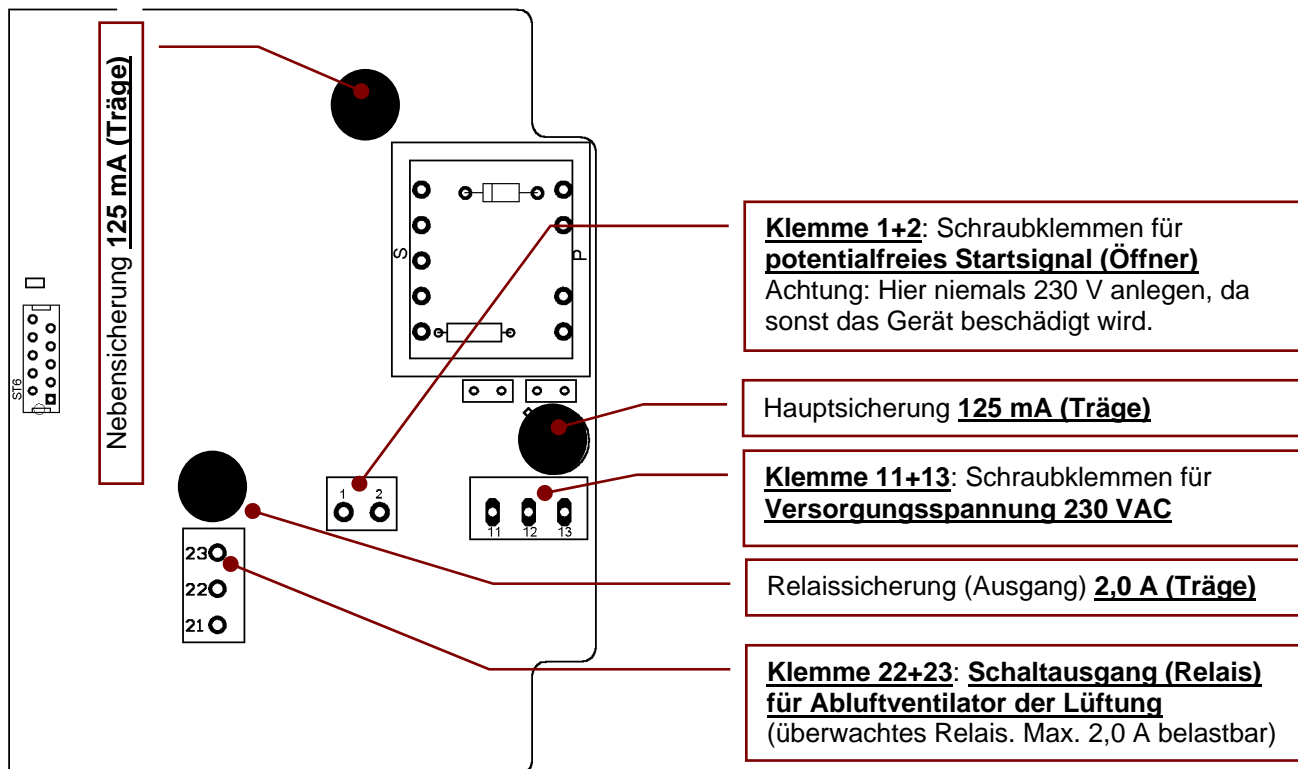 Nebensicherung 125 mA (Träge)
S
P
ST6
1 2
11 12 13
23
22
21
Klemme 1+2: Schraubklemmen für
potentialfreies Startsignal (Öffner)
Achtung: Hier niemals 230 V anlegen, da
sonst das Gerät beschädigt wird.
Hauptsicherung 125 mA (Träge)
Klemme 11+13: Schraubklemmen für
Versorgungsspannung 230 VAC
Relaissicherung (Ausgang) 2,0 A (Träge)
Klemme 22+23: Schaltausgang (Relais)
für Abluftventilator der Lüftung
(überwachtes Relais. Max. 2,0 A belastbar)